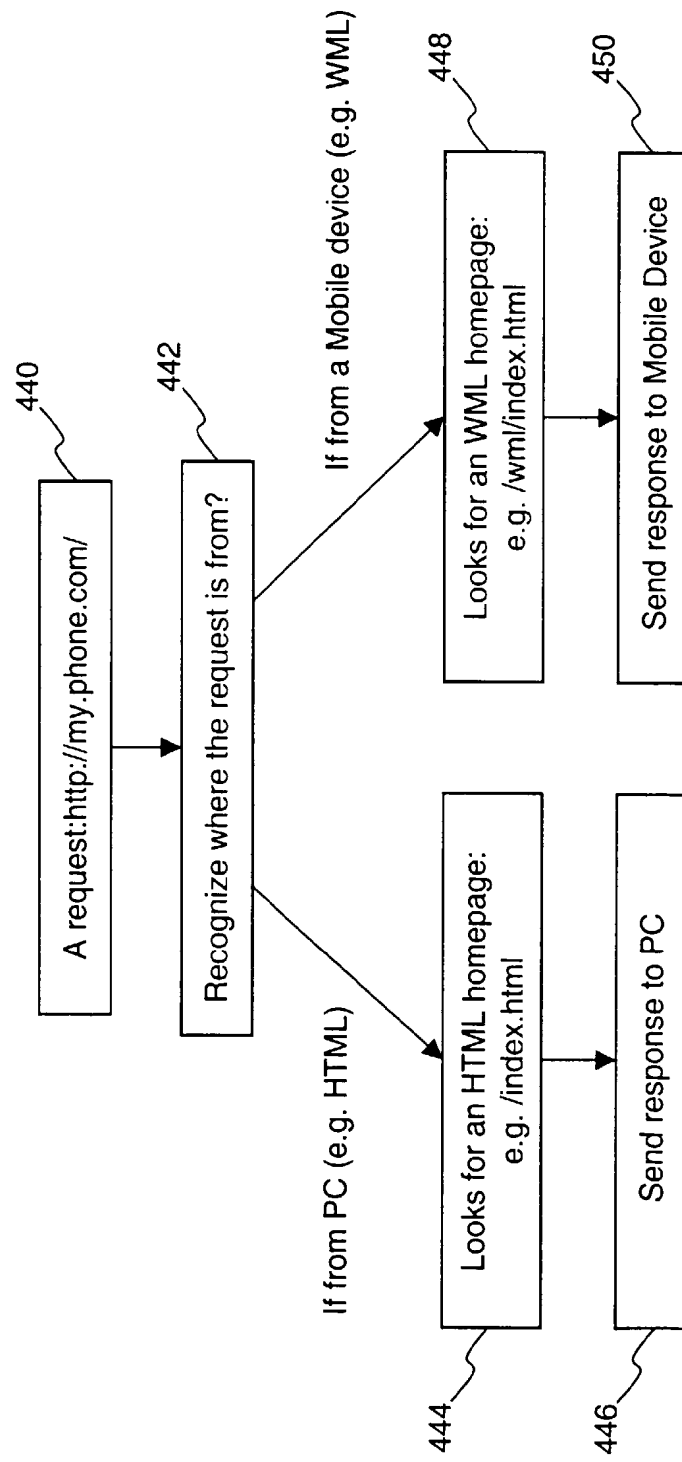 A request:http://my.phone.com/
440
Recognize where the request is from?
442
If from PC (e.g. HTML)
If from a Mobile device (e.g. WML)
444
Looks for an HTML homepage:
e.g. /index.html
Looks for an WML homepage:
e.g. /wml/index.html
448
446
Send response to PC
Send response to Mobile Device
450